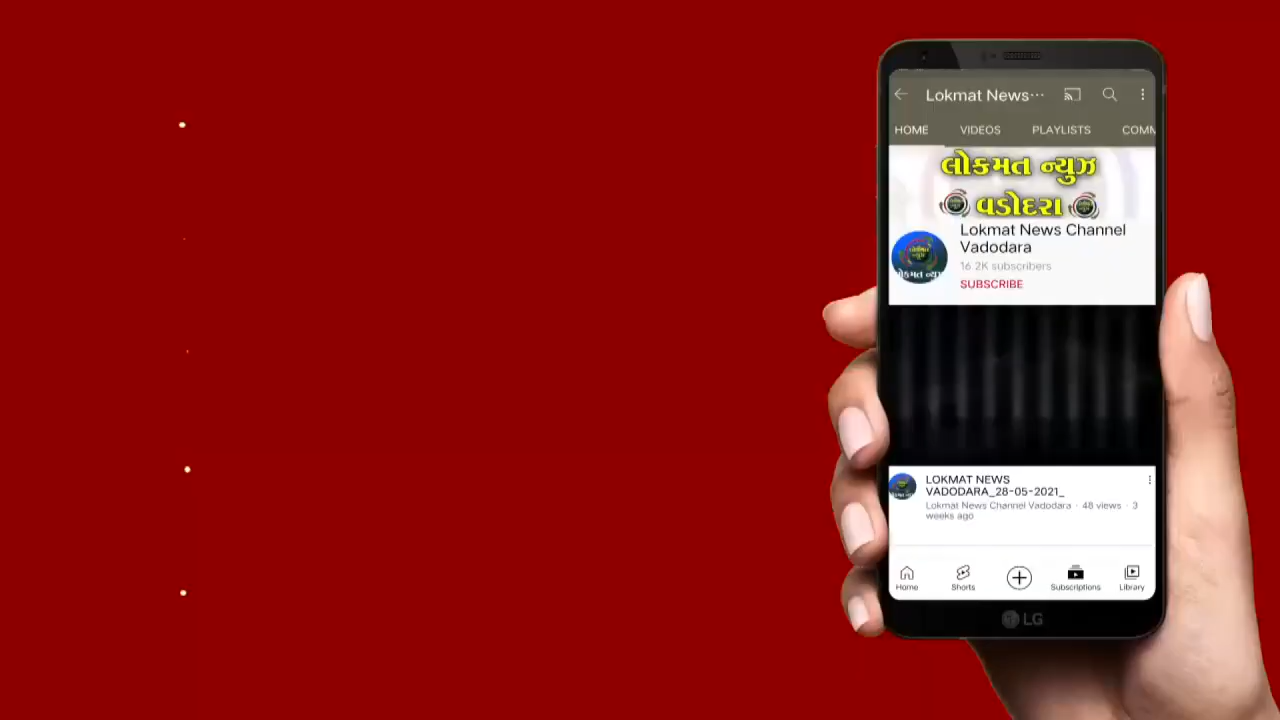 Lokmat News...
HOME VIDEOS PLAYLISTS COMM
લોકમત ન્યુઝ
વડોદરા
Lokmat News Channel
Vadodara
16.2K subscribers
SUBSCRIBE
LOKMAT NEWS
VADODARA_28-05-2021_
Lokmat News Channel Vadodara · 48 views · 3
weeks ago
Home Shorts Subscriptions Library
LG